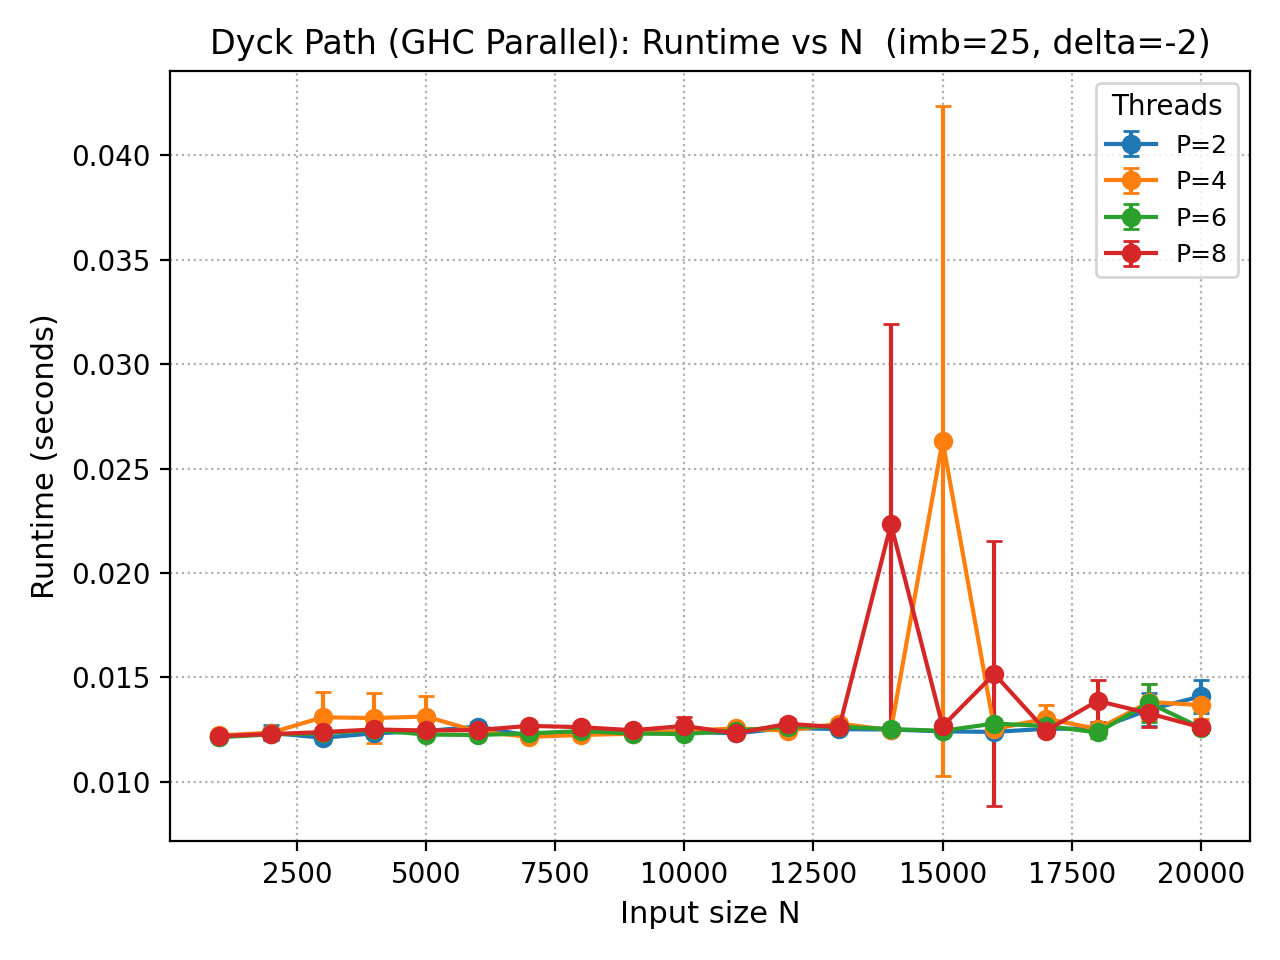 Dyck Path (GHC Parallel): Runtime vs N  (imb=25, delta=-2)
Threads
P=2
P=4
P=6
P=8
Runtime (seconds)
0.040
0.035
0.030
0.025
0.020
0.015
0.010
2500 5000 7500 10000 12500 15000 17500 20000
Input size N